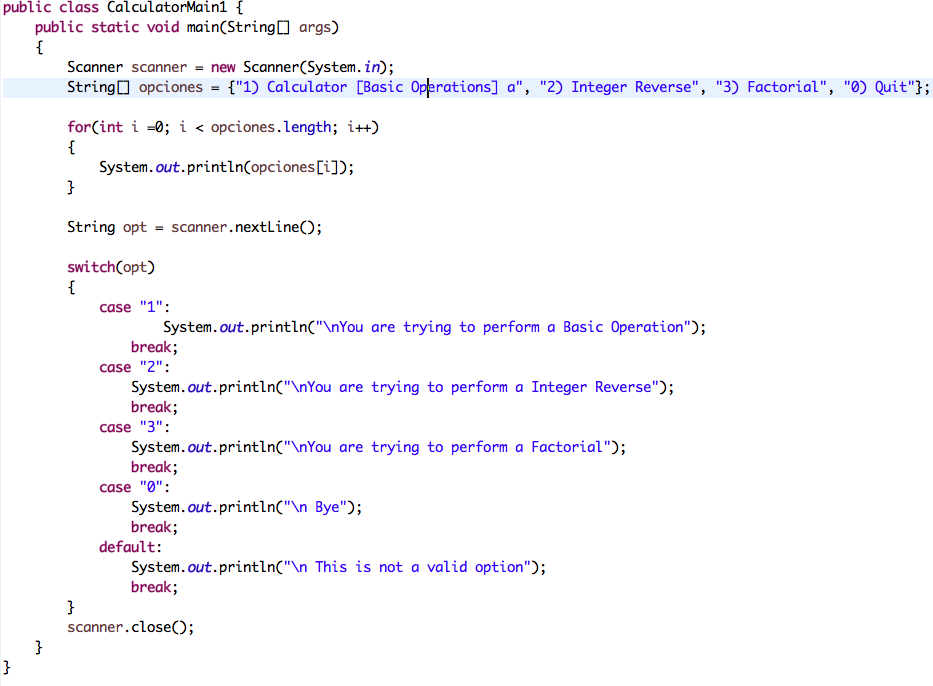 public class CalculatorMain1 {
    public static void main(String[] args)
    {
        Scanner scanner = new Scanner(System.in);
        String[] opciones = {"1) Calculator [Basic Operations] a", "2) Integer Reverse", "3) Factorial", "0) Quit"};

        for(int i =0; i < opciones.length; i++)
        {
            System.out.println(opciones[i]);
        }

        String opt = scanner.nextLine();

        switch(opt)
        {
            case "1":
                    System.out.println("\nYou are trying to perform a Basic Operation");
                break;
            case "2":
                System.out.println("\nYou are trying to perform a Integer Reverse");
                break;
            case "3":
                System.out.println("\nYou are trying to perform a Factorial");
                break;
            case "0":
                System.out.println("\n Bye");
                break;
            default:
                System.out.println("\n This is not a valid option");
                break;
        }
        scanner.close();
    }
}